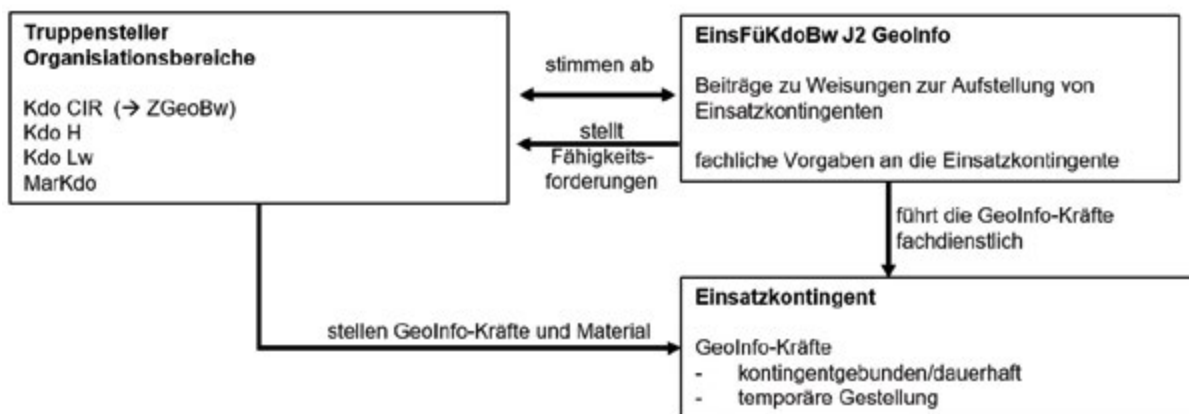 Truppensteller
Organisiationsbereiche
Kdo CIR (→ ZGeoBw)
Kdo H
Kdo Lw
MarKdo
stimmen ab
stellt
Fähigkeits-
forderungen
EinsFüKdoBw J2 GeoInfo
Beiträge zu Weisungen zur Aufstellung von
Einsatzkontingenten
fachliche Vorgaben an die Einsatzkontingente
führt die GeoInfo-Kräfte
fachdienstlich
stellen GeoInfo-Kräfte und Material
Einsatzkontingent
GeoInfo-Kräfte
- kontingentgebunden/dauerhaft
- temporäre Gestellung